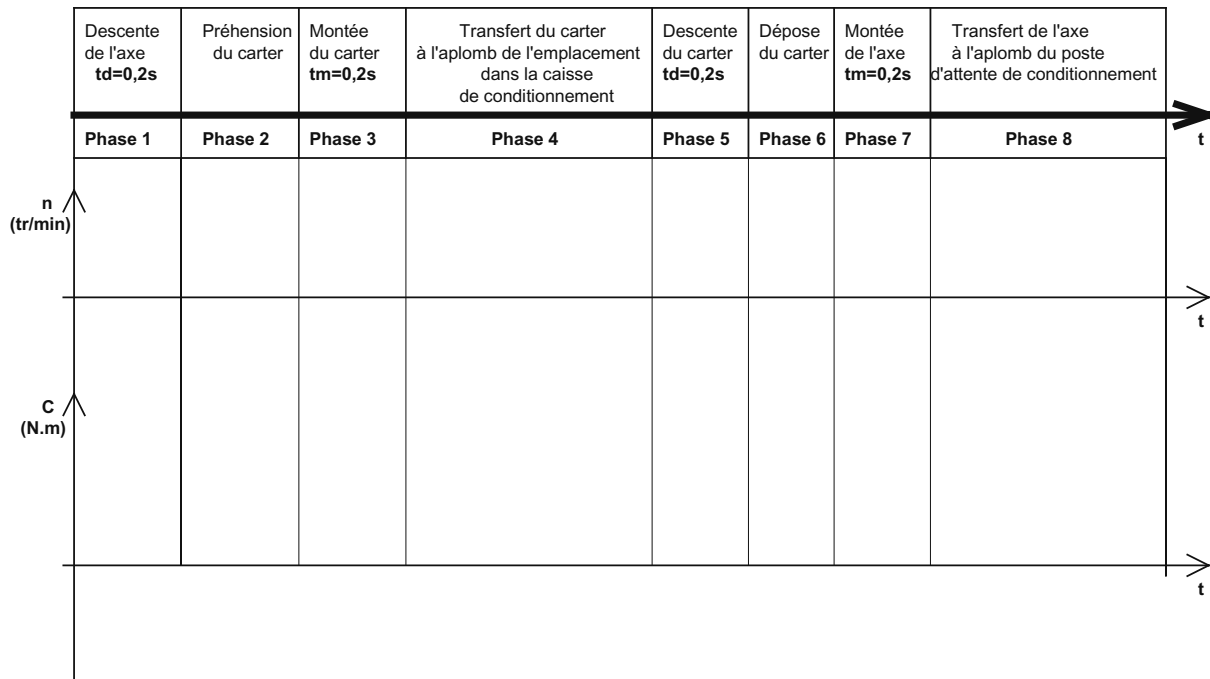 Descente
de l'axe
td=0,2s
Préhension
du carter
Montée
du carter
tm=0,2s
Transfert du carter
à l'aplomb de l'emplacement
dans la caisse
de conditionnement
Descente
du carter
td=0,2s
Dépose
du carter
Montée
de l'axe
tm=0,2s
Transfert de l'axe
à l'aplomb du poste
d'attente de conditionnement
Phase 1
Phase 2
Phase 3
Phase 4
Phase 5
Phase 6
Phase 7
Phase 8
t
n
(tr/min)
t
C
(N.m)
t